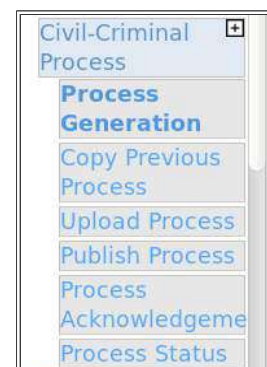 Civil-Criminal
Process
Process
Generation
Copy Previous
Process
Upload Process
Publish Process
Process
Acknowledgeme
Process Status